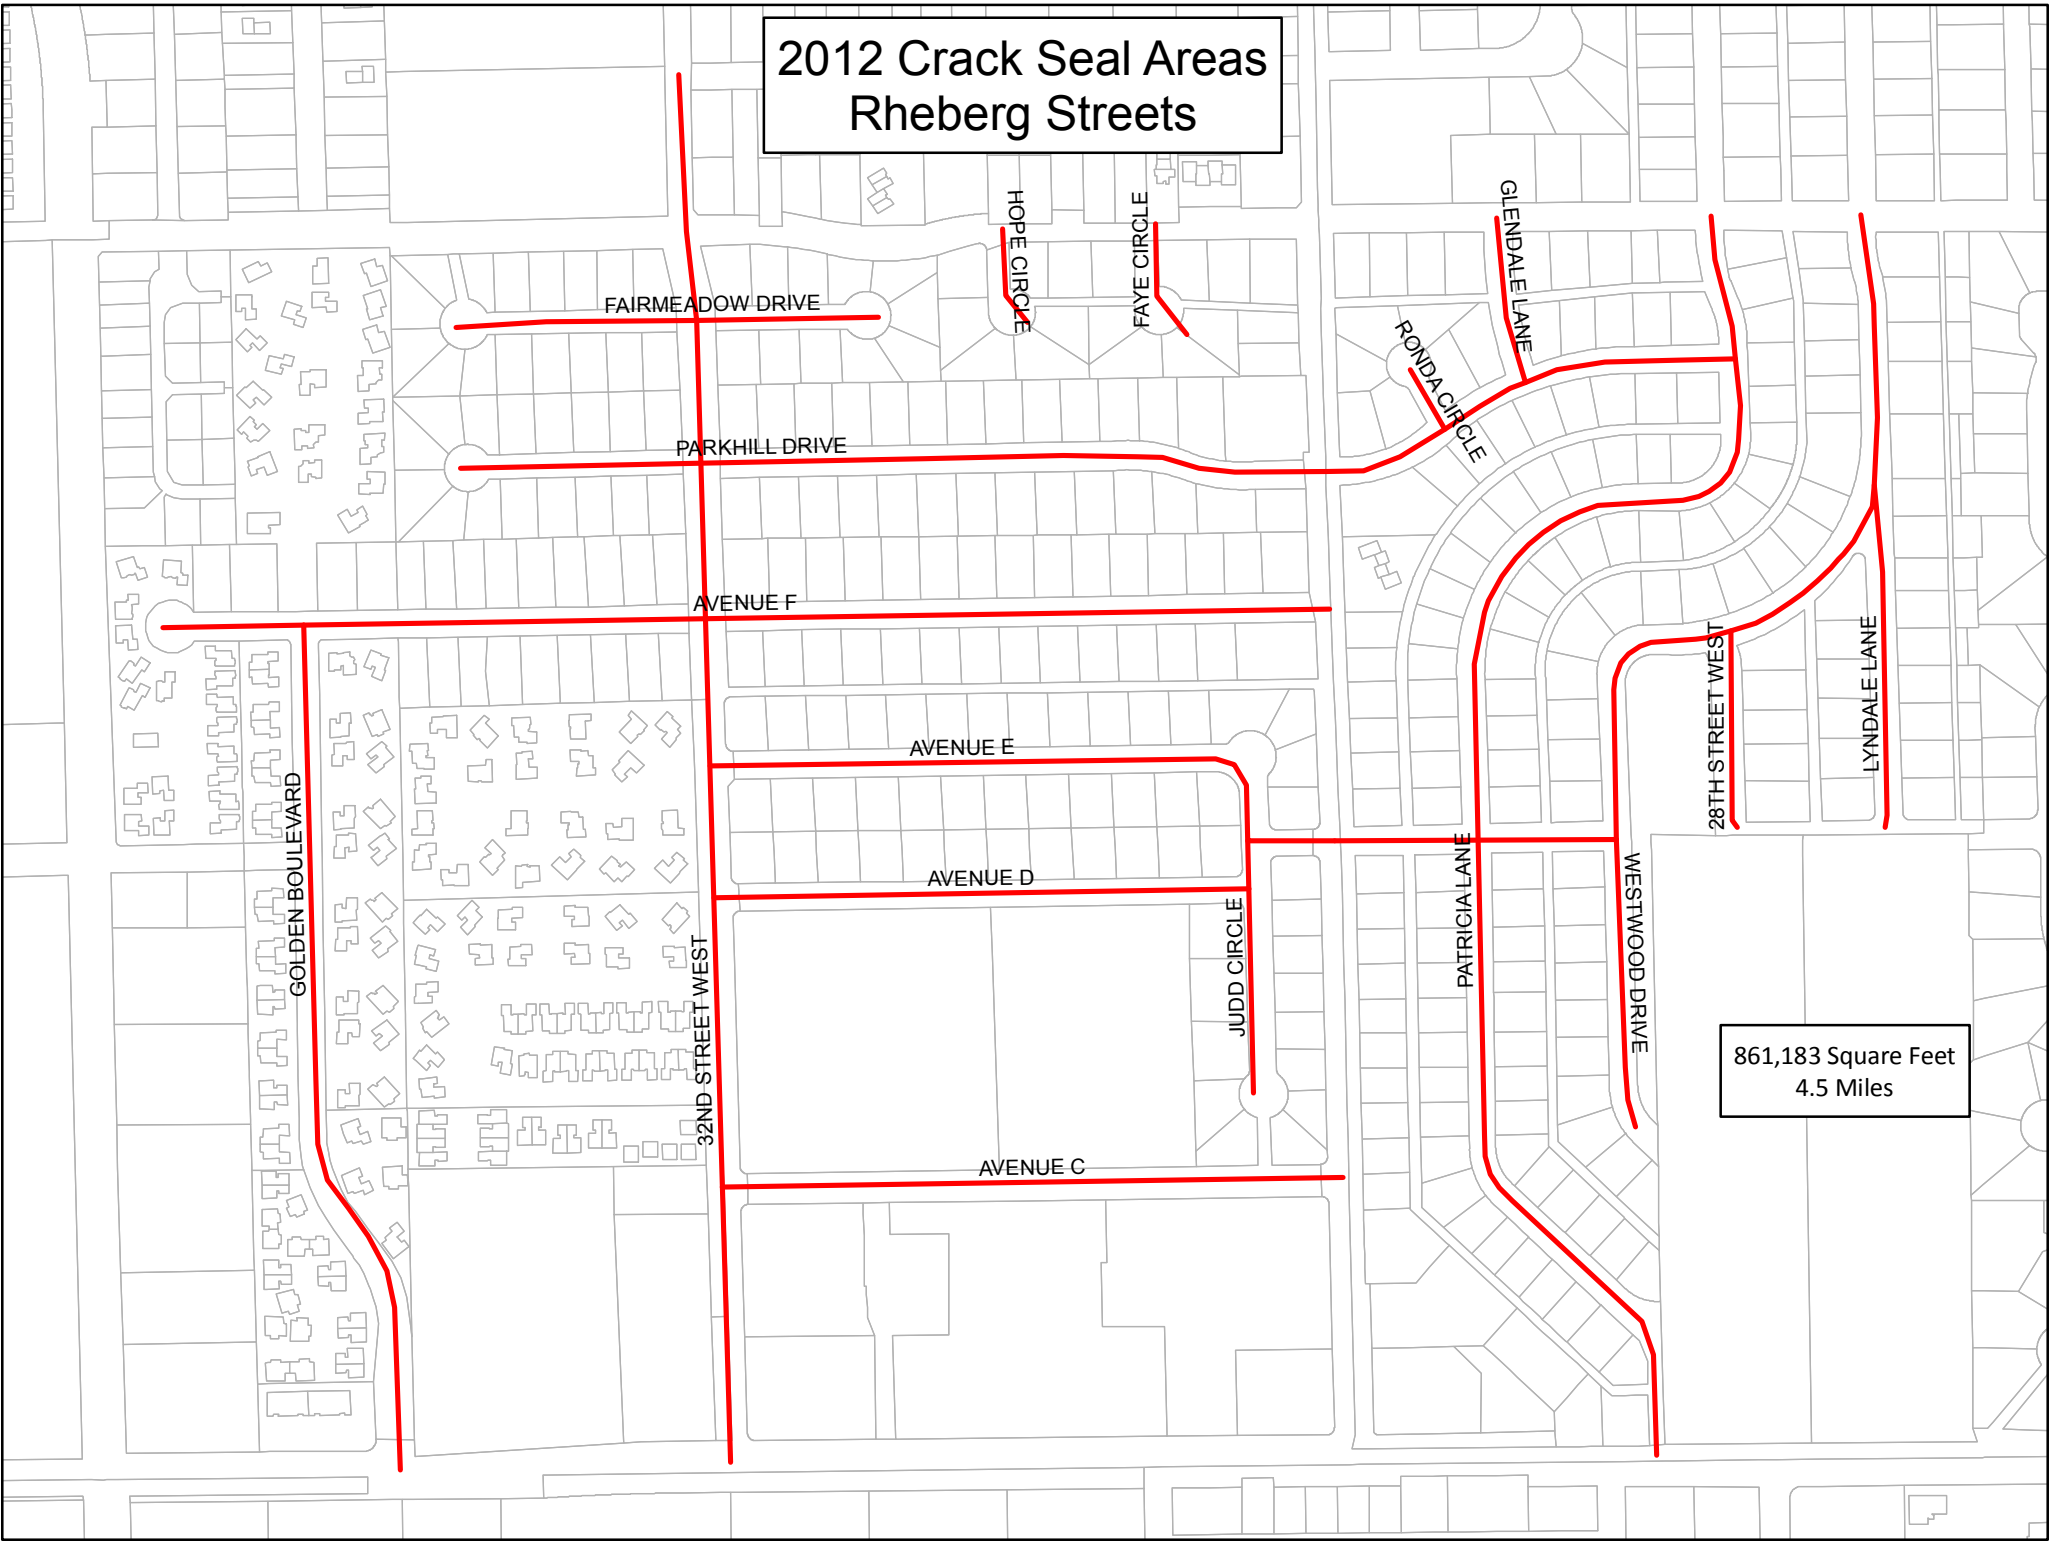 2012 Crack Seal Areas
Rheberg Streets
HOPE CIRCLE
FAYE CIRCLE
GLENDALE LANE
FAIRMEADOW DRIVE
RONDA CIRCLE
PARKHILL DRIVE
AVENUE F
28TH STREET WEST
LYNDALE LANE
AVENUE E
GOLDEN BOULEVARD
AVENUE D
PATRICIA LANE
WESTWOOD DRIVE
JUDD CIRCLE
32ND STREET WEST
861,183 Square Feet
4.5 Miles
AVENUE C